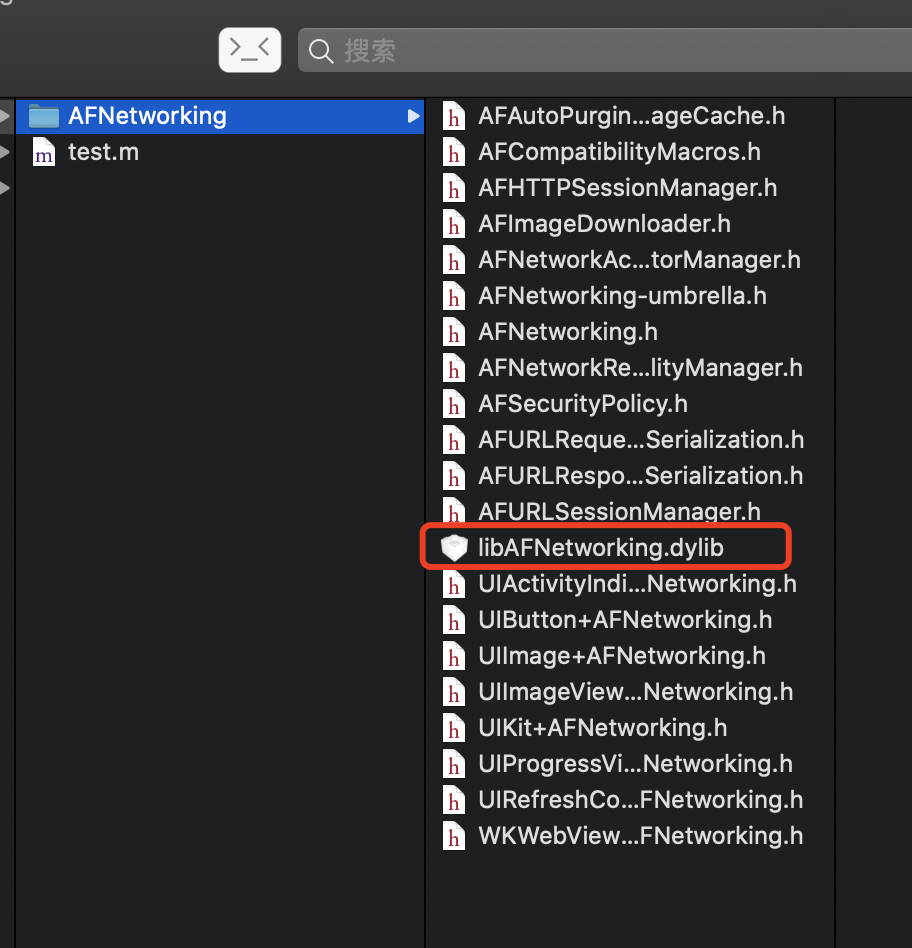 >_<
搜索
AFNetworking
test.m
AFAutoPurgin...ageCache.h
AFCompatibilityMacros.h
AFHTTPSessionManager.h
AFImageDownloader.h
AFNetworkAc...torManager.h
AFNetworking-umbrella.h
AFNetworking.h
AFNetworkRe...lityManager.h
AFSecurityPolicy.h
AFURLReque...Serialization.h
AFURLRespo...Serialization.h
AFURLSessionManager.h
libAFNetworking.dylib
UIActivityIndi...Networking.h
UIButton+AFNetworking.h
UIImage+AFNetworking.h
UIImageView...Networking.h
UIKit+AFNetworking.h
UIProgressVi...Networking.h
UIRefreshCo...FNetworking.h
WKWebView...FNetworking.h